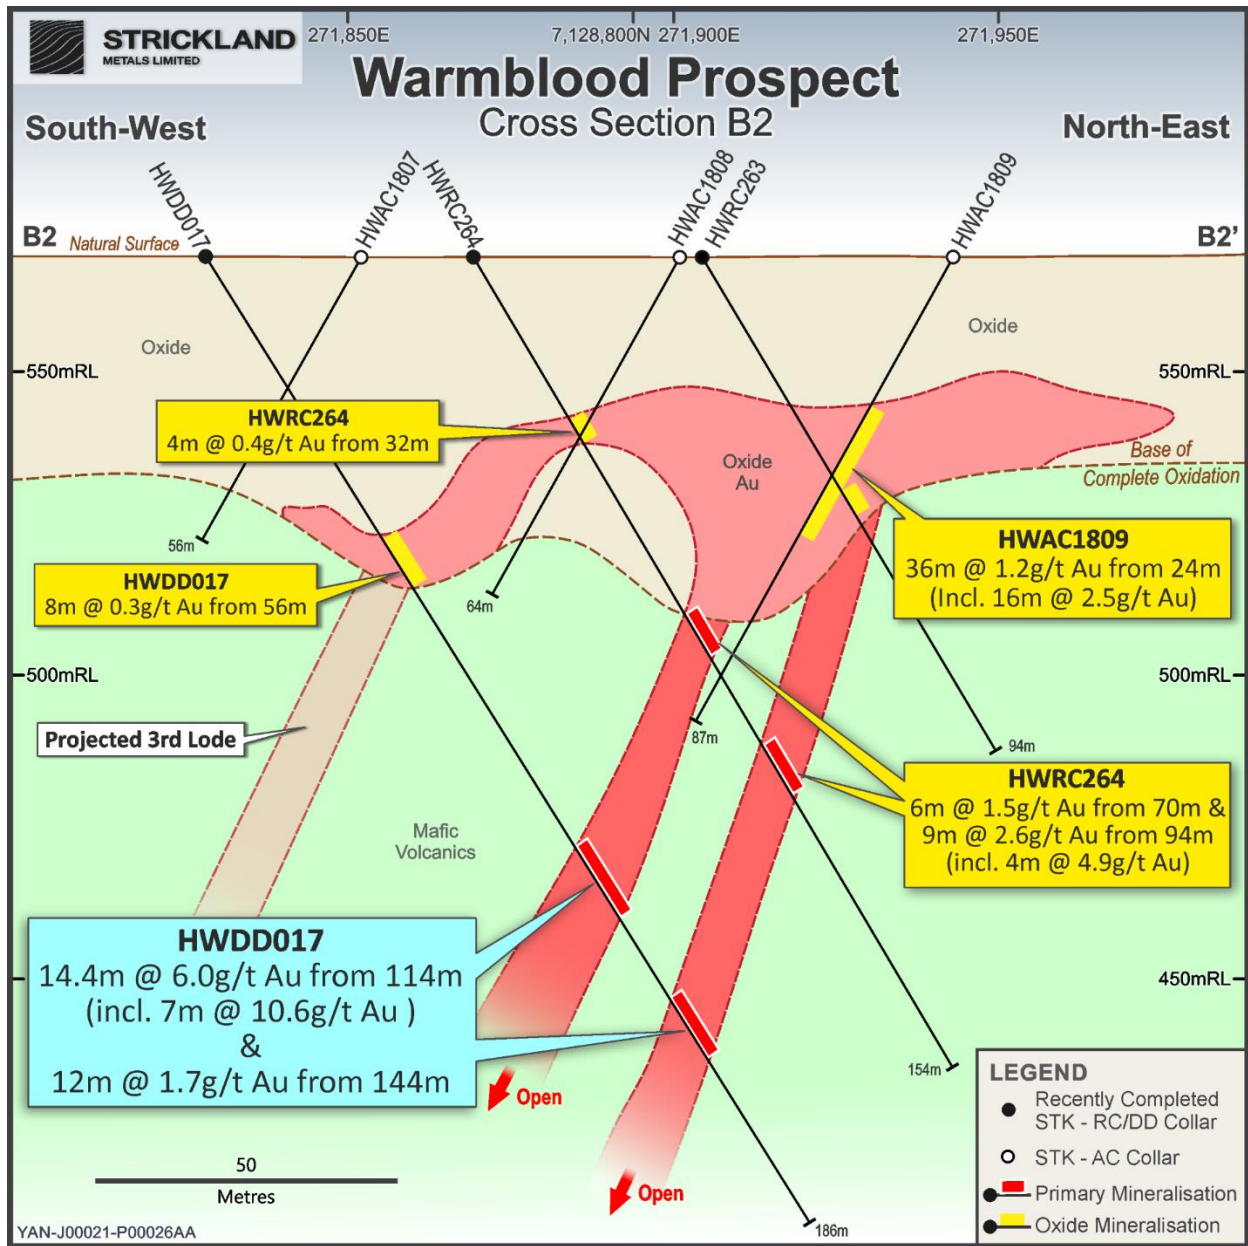 STRICKLAND
METALS LIMITED
271,850E
7,128,800N 271,900E
271,950E
Warmblood Prospect
Cross Section B2
South-West
North-East
HWDD017
HWAC1807
HWRC264
HWAC1808
HWRC263
HWAC1809
B2
Natural Surface
B2’
Oxide
Oxide
550mRL
550mRL
HWRC264
4m @ 0.4g/t Au from 32m
Oxide
Au
Base of
Complete Oxidation
56m
HWDD017
8m @ 0.3g/t Au from 56m
64m
HWAC1809
36m @ 1.2g/t Au from 24m
(Incl. 16m @ 2.5g/t Au)
500mRL
500mRL
Projected 3rd Lode
87m
94m
HWRC264
6m @ 1.5g/t Au from 70m &
9m @ 2.6g/t Au from 94m
(incl. 4m @ 4.9g/t Au)
Mafic
Volcanics
HWDD017
14.4m @ 6.0g/t Au from 114m
(incl. 7m @ 10.6g/t Au )
&
12m @ 1.7g/t Au from 144m
450mRL
154m
Open
Open
186m
50
Metres
LEGEND
Recently Completed
STK - RC/DD Collar
STK - AC Collar
Primary Mineralisation
Oxide Mineralisation
YAN-J00021-P00026AA